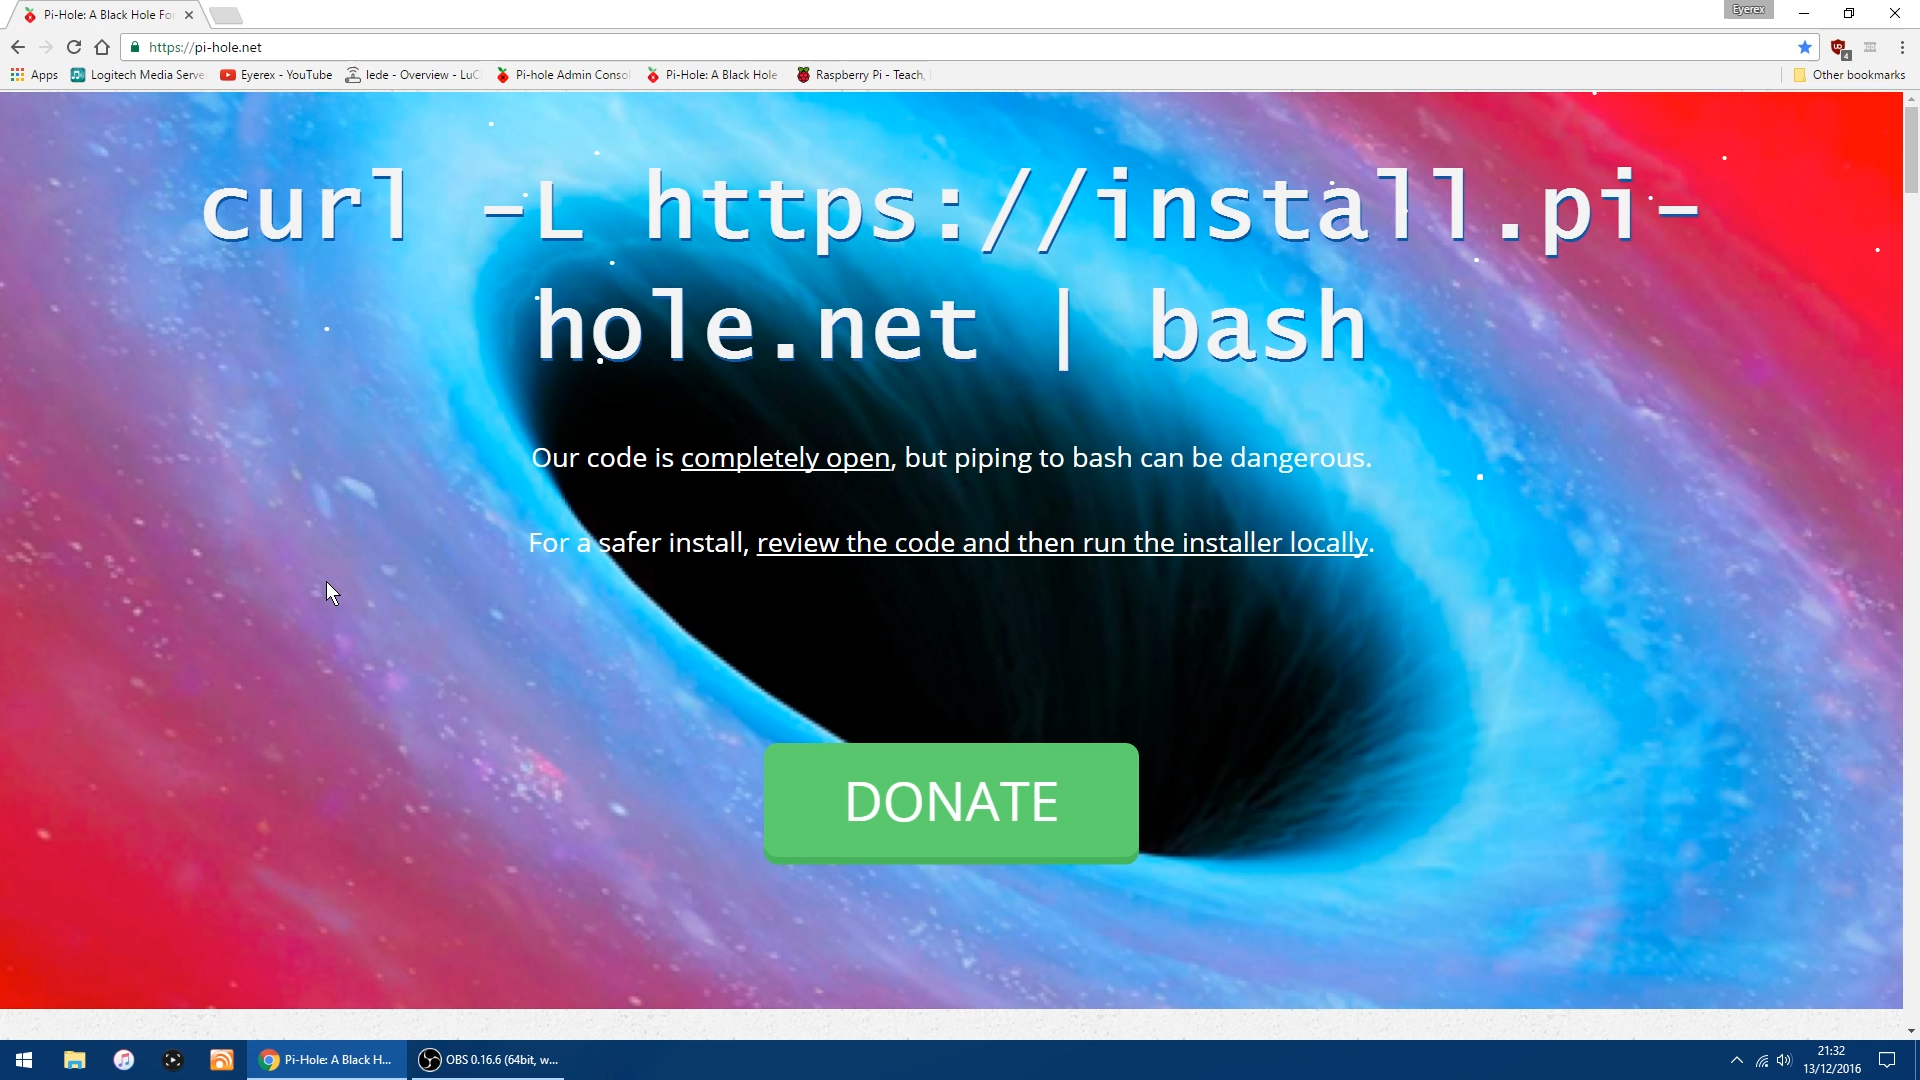 Pi-Hole: A Black Hole For
Eyerex
https://pi-hole.net
Apps
Logitech Media Serve
Eyerex - YouTube
lede - Overview - LuC
Pi-hole Admin Conso
Pi-Hole: A Black Hole
Raspberry Pi - Teach,
Other bookmarks
curl -L https://install.pi-
hole.net | bash
Our code is completely open, but piping to bash can be dangerous.
For a safer install, review the code and then run the installer locally.
DONATE
Pi-Hole: A Black H...
OBS 0.16.6 (64bit, w...
21:32
13/12/2016